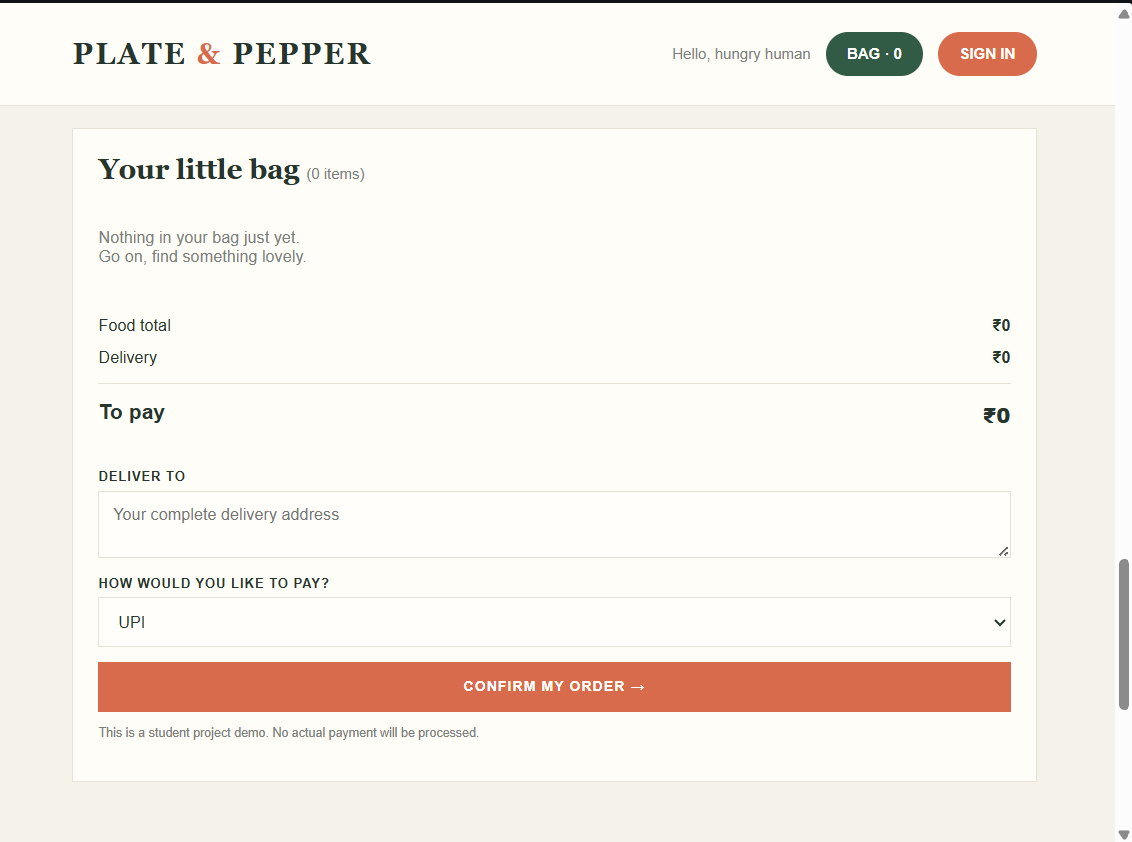 PLATE & PEPPER
Hello, hungry human
BAG · 0
SIGN IN
Your little bag (0 items)
Nothing in your bag just yet.
Go on, find something lovely.
Food total ₹0
Delivery ₹0
To pay ₹0
DELIVER TO
Your complete delivery address
HOW WOULD YOU LIKE TO PAY?
UPI
CONFIRM MY ORDER →
This is a student project demo. No actual payment will be processed.